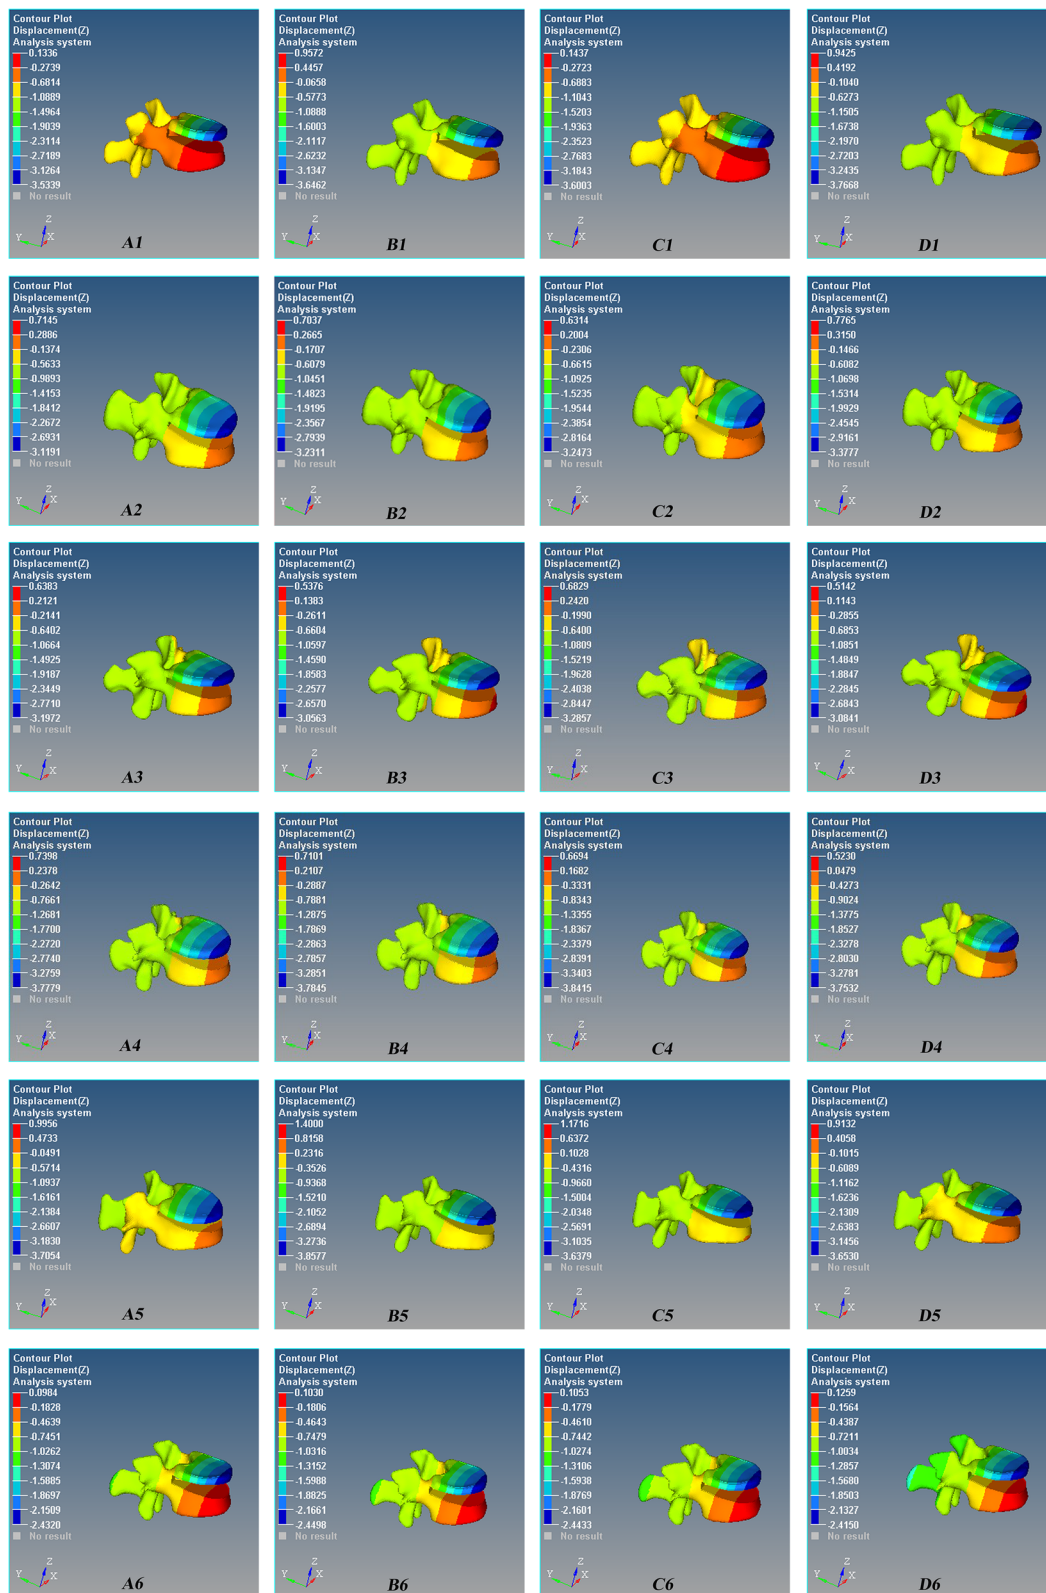 Contour Plot
Displacement(Z)
Analysis system
0.1336
-0.2739
-0.6814
-1.0889
-1.4964
-1.9039
-2.3114
-2.7189
-3.1264
-3.5339
No result
Z
Y
X
A1
Contour Plot
Displacement(Z)
Analysis system
0.9572
0.4457
-0.0658
-0.5773
-1.0888
-1.6003
-2.1117
-2.6232
-3.1347
-3.6462
No result
Z
Y
X
B1
Contour Plot
Displacement(Z)
Analysis system
0.1437
-0.2723
-0.6883
-1.1043
-1.5203
-1.9363
-2.3523
-2.7683
-3.1843
-3.6003
No result
Z
Y
X
C1
Contour Plot
Displacement(Z)
Analysis system
0.9425
0.4192
-0.1040
-0.6273
-1.1505
-1.6738
-2.1970
-2.7203
-3.2435
-3.7668
No result
Z
Y
X
D1
Contour Plot
Displacement(Z)
Analysis system
0.7145
0.2886
-0.1374
-0.5633
-0.9893
-1.4153
-1.8412
-2.2672
-2.6931
-3.1191
No result
Z
Y
X
A2
Contour Plot
Displacement(Z)
Analysis system
0.7037
0.2665
-0.1707
-0.6079
-1.0451
-1.4823
-1.9195
-2.3567
-2.7939
-3.2311
No result
Z
Y
X
B2
Contour Plot
Displacement(Z)
Analysis system
0.6314
0.2004
-0.2306
-0.6615
-1.0925
-1.5235
-1.9544
-2.3854
-2.8164
-3.2473
No result
Z
Y
X
C2
Contour Plot
Displacement(Z)
Analysis system
0.7765
0.3150
-0.1466
-0.6082
-1.0698
-1.5314
-1.9929
-2.4545
-2.9161
-3.3777
No result
Z
Y
X
D2
Contour Plot
Displacement(Z)
Analysis system
0.6383
0.2121
-0.2141
-0.6402
-1.0664
-1.4925
-1.9187
-2.3449
-2.7710
-3.1972
No result
Z
Y
X
A3
Contour Plot
Displacement(Z)
Analysis system
0.5376
0.1383
-0.2611
-0.6604
-1.0597
-1.4590
-1.8583
-2.2577
-2.6570
-3.0563
No result
Z
Y
X
B3
Contour Plot
Displacement(Z)
Analysis system
0.6829
0.2420
-0.1990
-0.6400
-1.0809
-1.5219
-1.9628
-2.4038
-2.8447
-3.2857
No result
Z
Y
X
C3
Contour Plot
Displacement(Z)
Analysis system
0.5142
0.1143
-0.2855
-0.6853
-1.0851
-1.4849
-1.8847
-2.2845
-2.6843
-3.0841
No result
Z
Y
X
D3
Contour Plot
Displacement(Z)
Analysis system
0.7398
0.2378
-0.2642
-0.7661
-1.2681
-1.7700
-2.2720
-2.7740
-3.2759
-3.7779
No result
Z
Y
X
A4
Contour Plot
Displacement(Z)
Analysis system
0.7101
0.2107
-0.2887
-0.7881
-1.2875
-1.7869
-2.2863
-2.7857
-3.2851
-3.7845
No result
Z
Y
X
B4
Contour Plot
Displacement(Z)
Analysis system
0.6694
0.1682
-0.3331
-0.8343
-1.3355
-1.8367
-2.3379
-2.8391
-3.3403
-3.8415
No result
Z
Y
X
C4
Contour Plot
Displacement(Z)
Analysis system
0.5230
0.0479
-0.4273
-0.9024
-1.3775
-1.8527
-2.3278
-2.8030
-3.2781
-3.7532
No result
Z
Y
X
D4
Contour Plot
Displacement(Z)
Analysis system
0.9956
0.4733
-0.0491
-0.5714
-1.0937
-1.6161
-2.1384
-2.6607
-3.1830
-3.7054
No result
Z
Y
X
A5
Contour Plot
Displacement(Z)
Analysis system
1.4000
0.8158
0.2316
-0.3526
-0.9368
-1.5210
-2.1052
-2.6894
-3.2736
-3.8577
No result
Z
Y
X
B5
Contour Plot
Displacement(Z)
Analysis system
1.1716
0.6372
0.1028
-0.4316
-0.9660
-1.5004
-2.0348
-2.5691
-3.1035
-3.6379
No result
Z
Y
X
C5
Contour Plot
Displacement(Z)
Analysis system
0.9132
0.4058
-0.1015
-0.6089
-1.1162
-1.6236
-2.1309
-2.6383
-3.1456
-3.6530
No result
Z
Y
X
D5
Contour Plot
Displacement(Z)
Analysis system
0.0984
-0.1828
-0.4639
-0.7451
-1.0262
-1.3074
-1.5885
-1.8697
-2.1509
-2.4320
No result
Z
Y
X
A6
Contour Plot
Displacement(Z)
Analysis system
0.1030
-0.1806
-0.4643
-0.7479
-1.0316
-1.3152
-1.5988
-1.8825
-2.1661
-2.4498
No result
Z
Y
X
B6
Contour Plot
Displacement(Z)
Analysis system
0.1053
-0.1779
-0.4610
-0.7442
-1.0274
-1.3106
-1.5938
-1.8769
-2.1601
-2.4433
No result
Z
Y
X
C6
Contour Plot
Displacement(Z)
Analysis system
0.1259
-0.1564
-0.4387
-0.7211
-1.0034
-1.2857
-1.5680
-1.8503
-2.1327
-2.4150
No result
Z
Y
X
D6